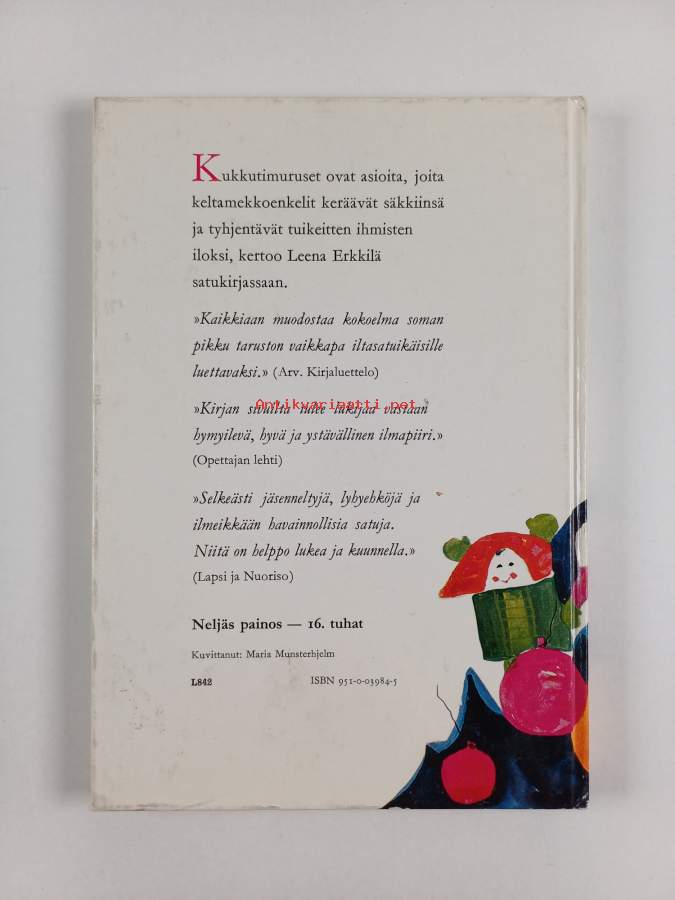 Kukkutimuruset ovat asioita, joita
keltamekkoenkelit keräävät säkkiinsä
ja tyhjentävät tuikeitten ihmisten
iloksi, kertoo Leena Erkkilä
satukirjassaan.
»Kaikkiaan muodostaa kokoelma soman
pikku taruston vaikkapa iltasatuikäisille
luettavaksi.» (Arv. Kirjaluettelo)
Antikvariaatti.net
»Kirjan sivuilta tulee lukijaa vastaan
hymyilevä, hyvä ja ystävällinen ilmapiiri.»
(Opettajan lehti)
»Selkeästi jäsenneltyjä, lyhyehköjä ja
ilmeikkään havainnollisia satuja.
Niitä on helppo lukea ja kuunnella.»
(Lapsi ja Nuoriso)
Neljäs painos — 16. tuhat
Kuvittanut: Maria Munsterhjelm
L842 ISBN 951-0-03984-5